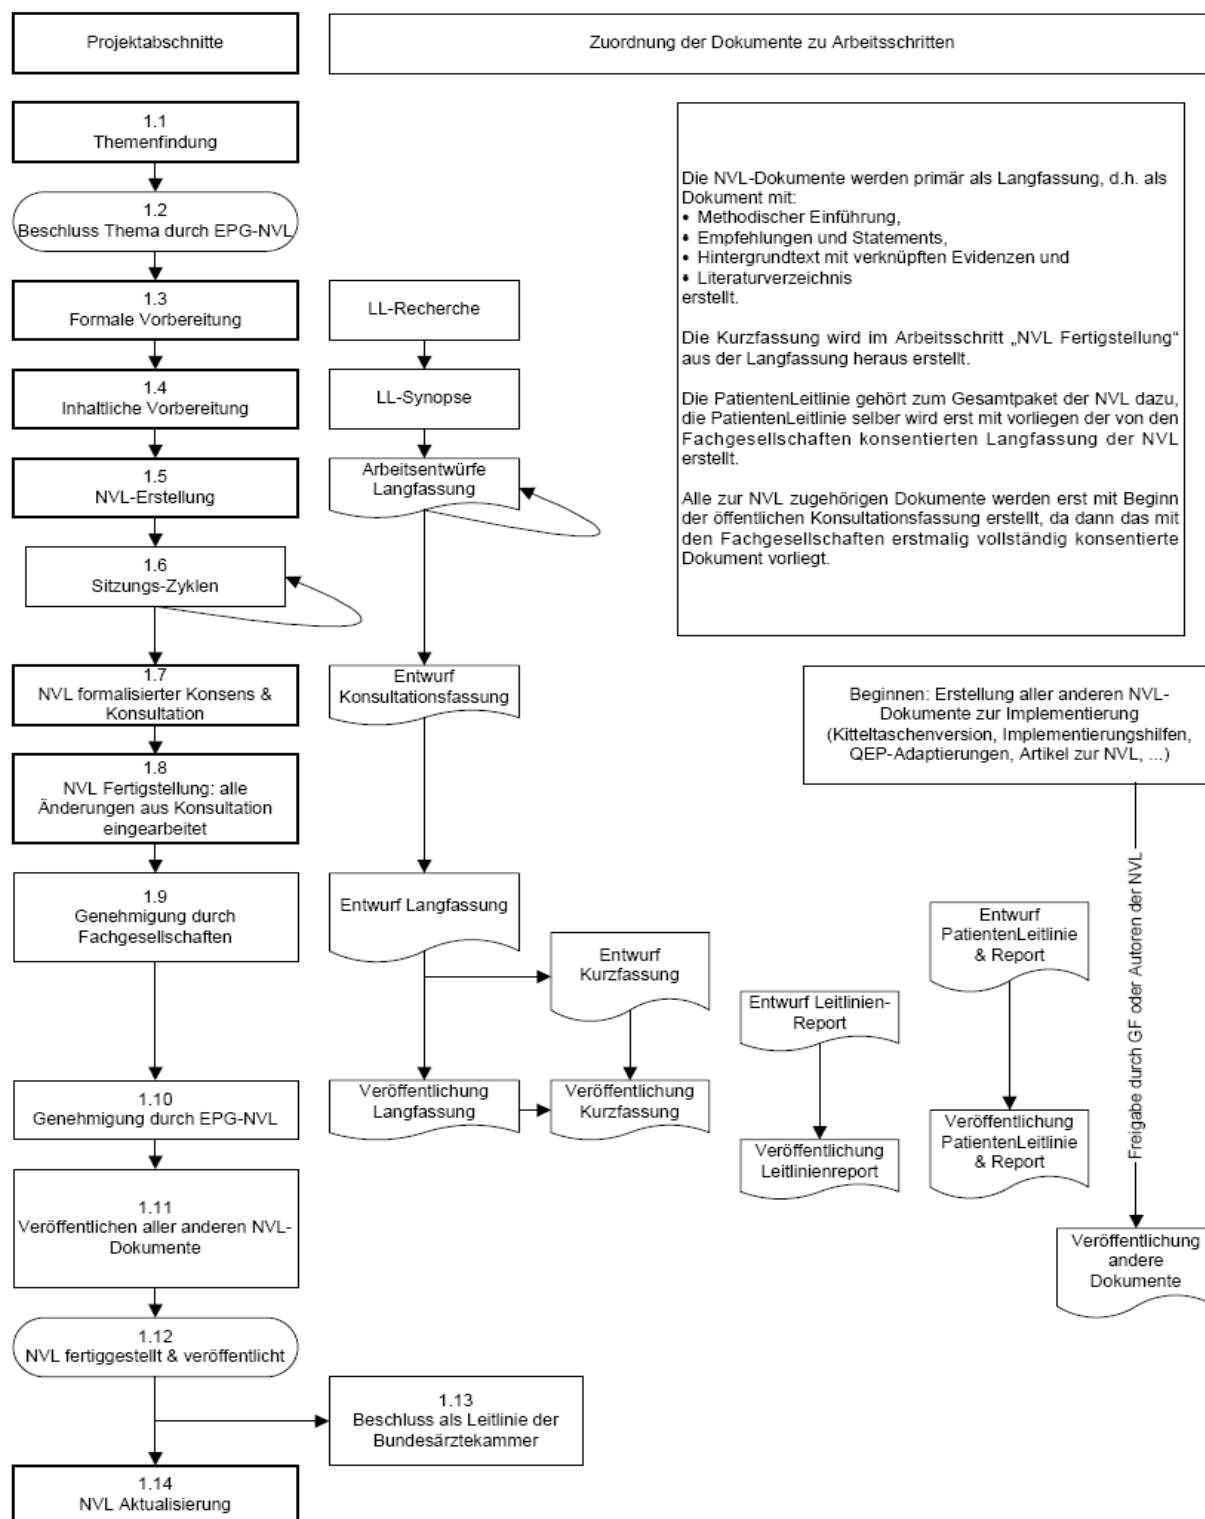 Projektabschnitte
Zuordnung der Dokumente zu Arbeitsschritten
1.1
Themenfindung
1.2
Beschluss Thema durch EPG-NVL
1.3
Formale Vorbereitung
1.4
Inhaltliche Vorbereitung
1.5
NVL-Erstellung
1.6
Sitzungs-Zyklen
1.7
NVL formalisierter Konsens &
Konsultation
1.8
NVL Fertigstellung: alle
Änderungen aus Konsultation
eingearbeitet
1.9
Genehmigung durch
Fachgesellschaften
1.10
Genehmigung durch EPG-NVL
1.11
Veröffentlichen aller anderen NVL-
Dokumente
1.12
NVL fertiggestellt & veröffentlicht
1.13
Beschluss als Leitlinie der
Bundesärztekammer
1.14
NVL Aktualisierung
LL-Recherche
LL-Synopse
Arbeitsentwürfe
Langfassung
Entwurf
Konsultationsfassung
Entwurf Langfassung
Entwurf
Kurzfassung
Veröffentlichung
Langfassung
Veröffentlichung
Kurzfassung
Entwurf Leitlinien-
Report
Veröffentlichung
Leitlinienreport
Entwurf
PatientenLeitlinie
& Report
Veröffentlichung
PatientenLeitlinie
& Report
Die NVL-Dokumente werden primär als Langfassung, d.h. als
Dokument mit:
• Methodischer Einführung,
• Empfehlungen und Statements,
• Hintergrundtext mit verknüpften Evidenzen und
• Literaturverzeichnis
erstellt.
Die Kurzfassung wird im Arbeitsschritt „NVL Fertigstellung“
aus der Langfassung heraus erstellt.
Die PatientenLeitlinie gehört zum Gesamtpaket der NVL dazu,
die PatientenLeitlinie selber wird erst mit vorliegen der von den
Fachgesellschaften konsentierten Langfassung der NVL
erstellt.
Alle zur NVL zugehörigen Dokumente werden erst mit Beginn
der öffentlichen Konsultationsfassung erstellt, da dann das mit
den Fachgesellschaften erstmalig vollständig konsentierte
Dokument vorliegt.
Beginnen: Erstellung aller anderen NVL-
Dokumente zur Implementierung
(Kitteltaschenversion, Implementierungshilfen,
QEP-Adaptierungen, Artikel zur NVL, ...)
Freigabe durch GF oder Autoren der NVL
Veröffentlichung
andere
Dokumente